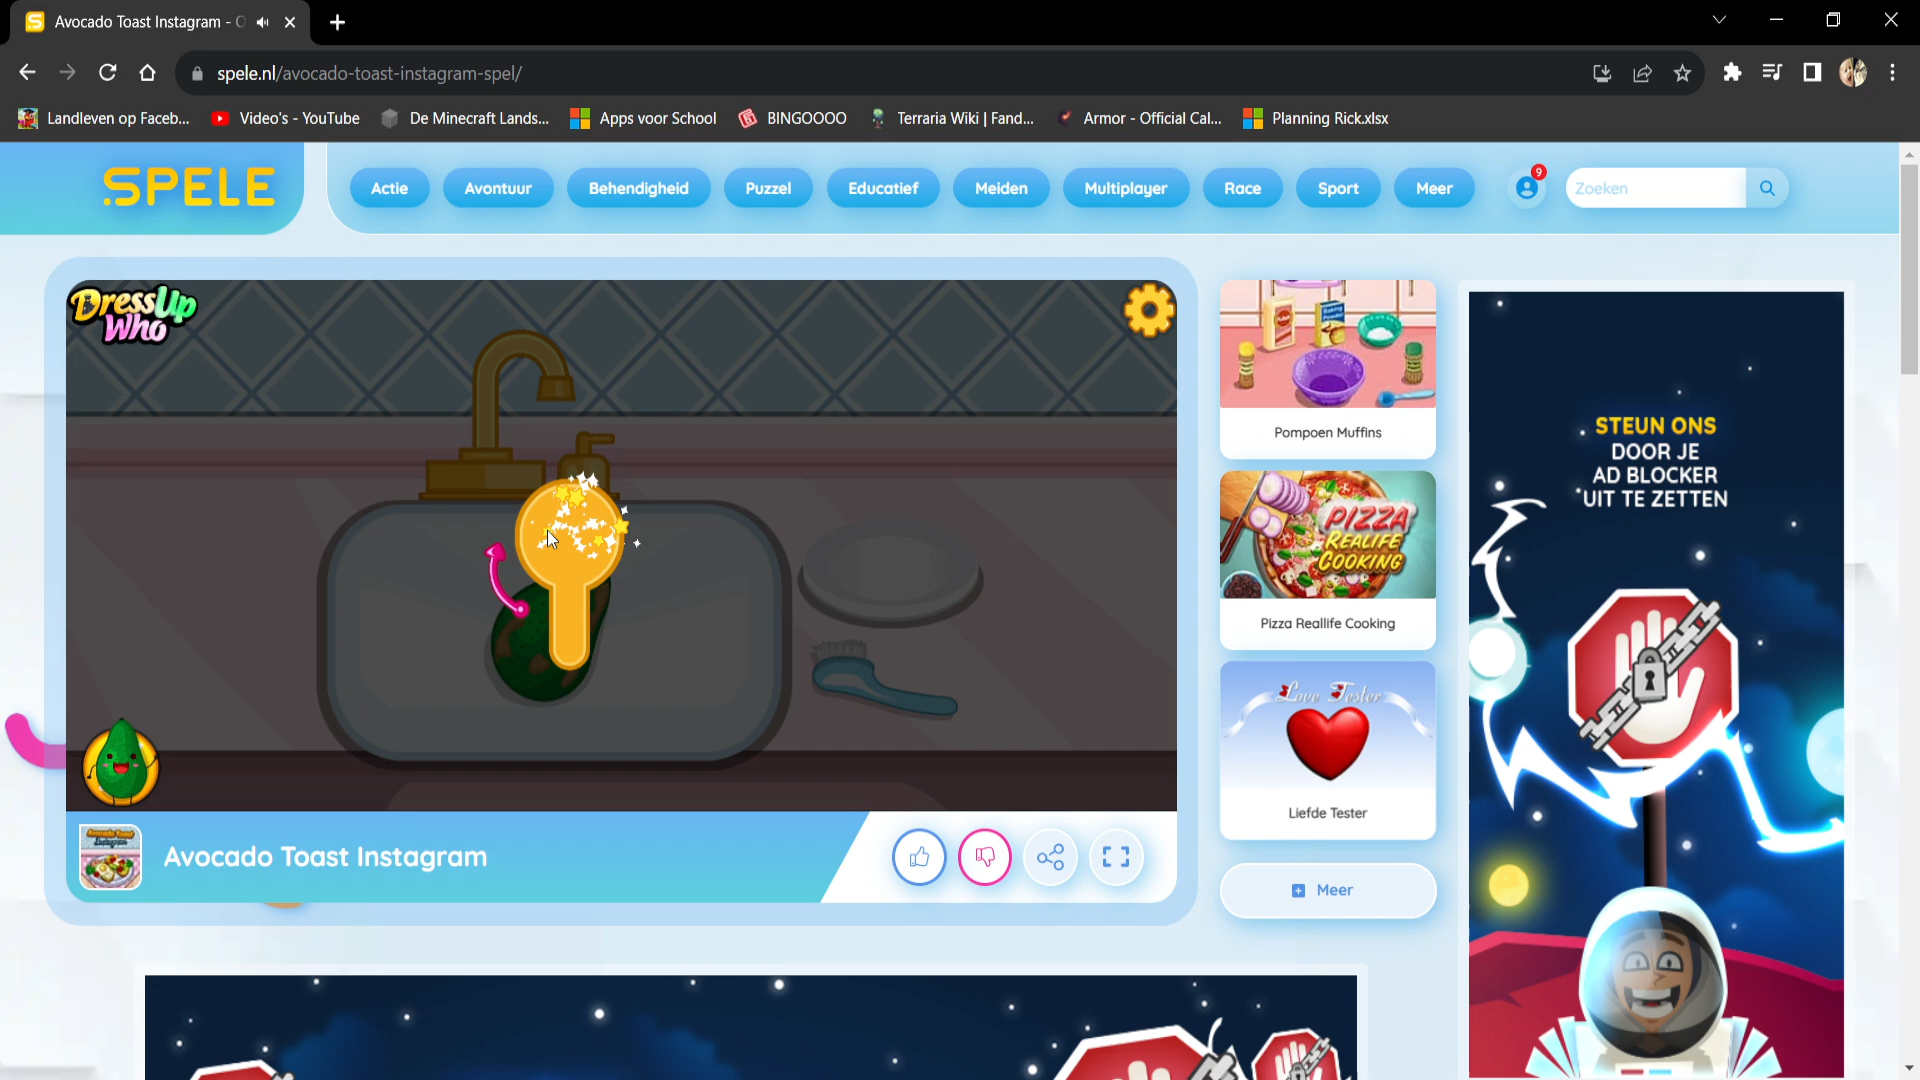 Avocado Toast Instagram -
spele.nl/avocado-toast-instagram-spel/
Landleven op Faceb...
Video's - YouTube
De Minecraft Lands...
Apps voor School
BINGOOOO
Terraria Wiki | Fand...
Armor - Official Cal...
Planning Rick.xlsx
.SPELE
Actie
Avontuur
Behendigheid
Puzzel
Educatief
Meiden
Multiplayer
Race
Sport
Meer
9
Zoeken
DressUp
Who
Pompoen Muffins
PIZZA
REALIFE
COOKING
Pizza Reallife Cooking
Love Tester
Liefde Tester
Meer
STEUN ONS
DOOR JE
AD BLOCKER
UIT TE ZETTEN
Avocado Toast Instagram